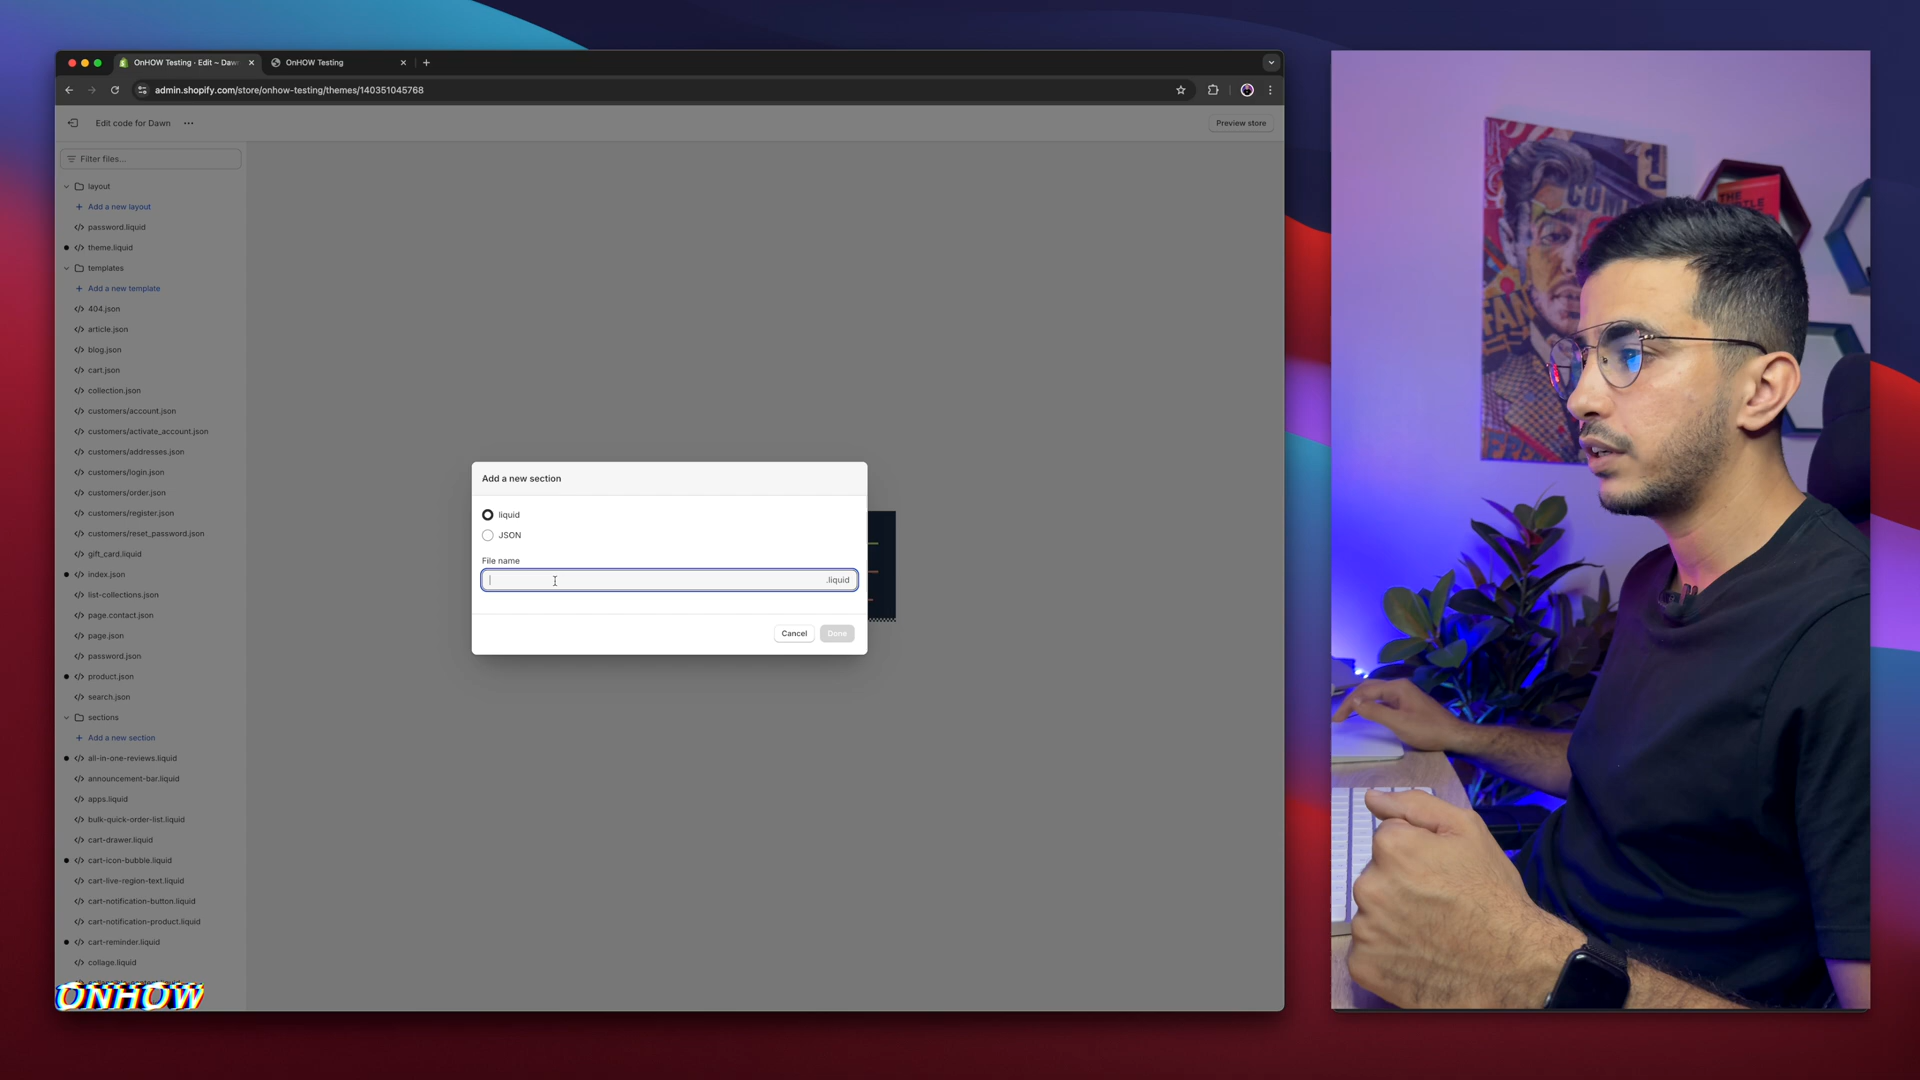 OnHOW Testing · Edit ~ Daw
OnHOW Testing
admin.shopify.com/store/onhow-testing/themes/140351045768
Edit code for Dawn
Preview store
Filter files...
layout
Add a new layout
password.liquid
theme.liquid
templates
Add a new template
404.json
article.json
blog.json
cart.json
collection.json
customers/account.json
customers/activate_account.json
customers/addresses.json
customers/login.json
customers/order.json
customers/register.json
customers/reset_password.json
gift_card.liquid
index.json
list-collections.json
page.contact.json
page.json
password.json
product.json
search.json
sections
Add a new section
all-in-one-reviews.liquid
announcement-bar.liquid
apps.liquid
bulk-quick-order-list.liquid
cart-drawer.liquid
cart-icon-bubble.liquid
cart-live-region-text.liquid
cart-notification-button.liquid
cart-notification-product.liquid
cart-reminder.liquid
collage.liquid
ONHOW
Add a new section
liquid
JSON
File name
.liquid
Cancel
Done
COM
FAN
THE